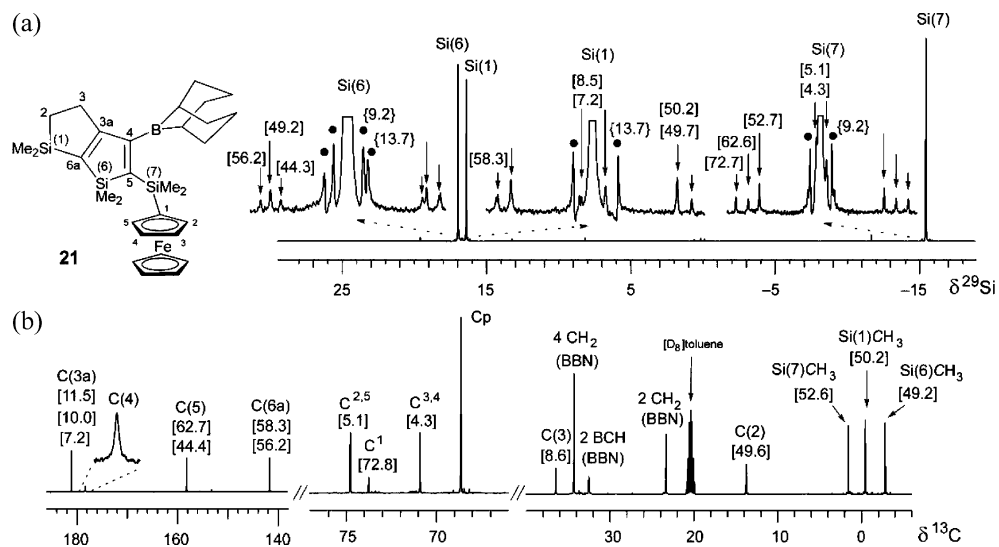 (a)
Si(7)
Si(6)
Si(1)
Si(6)
Si(1)
[8.5]
[7.2]
Si(7)
[5.1]
[4.3]
[49.2]
[56.2]
[44.3]
{9.2}
{13.7}
[58.3]
{13.7}
[50.2]
[49.7]
[52.7]
[62.6]
[72.7]
{9.2}
3
2
3a
4
B
Si
(1)
Me2
6a
(6)
Si
Me2
5
(7)
Si
Me2
1
5
2
4
3
Fe
21
25
15
5
−5
−15
δ 29Si
(b)
Cp
C(3a)
[11.5]
[10.0]
[7.2]
C(4)
C(5)
[62.7]
[44.4]
C(6a)
[58.3]
[56.2]
C2,5
[5.1]
C1
[72.8]
C3,4
[4.3]
4 CH2
(BBN)
C(3)
[8.6]
2 BCH
(BBN)
2 CH2
(BBN)
[D8]toluene
C(2)
[49.6]
Si(7)CH3
[52.6]
Si(1)CH3
[50.2]
Si(6)CH3
[49.2]
180
160
140
75
70
30
20
10
0
δ 13C